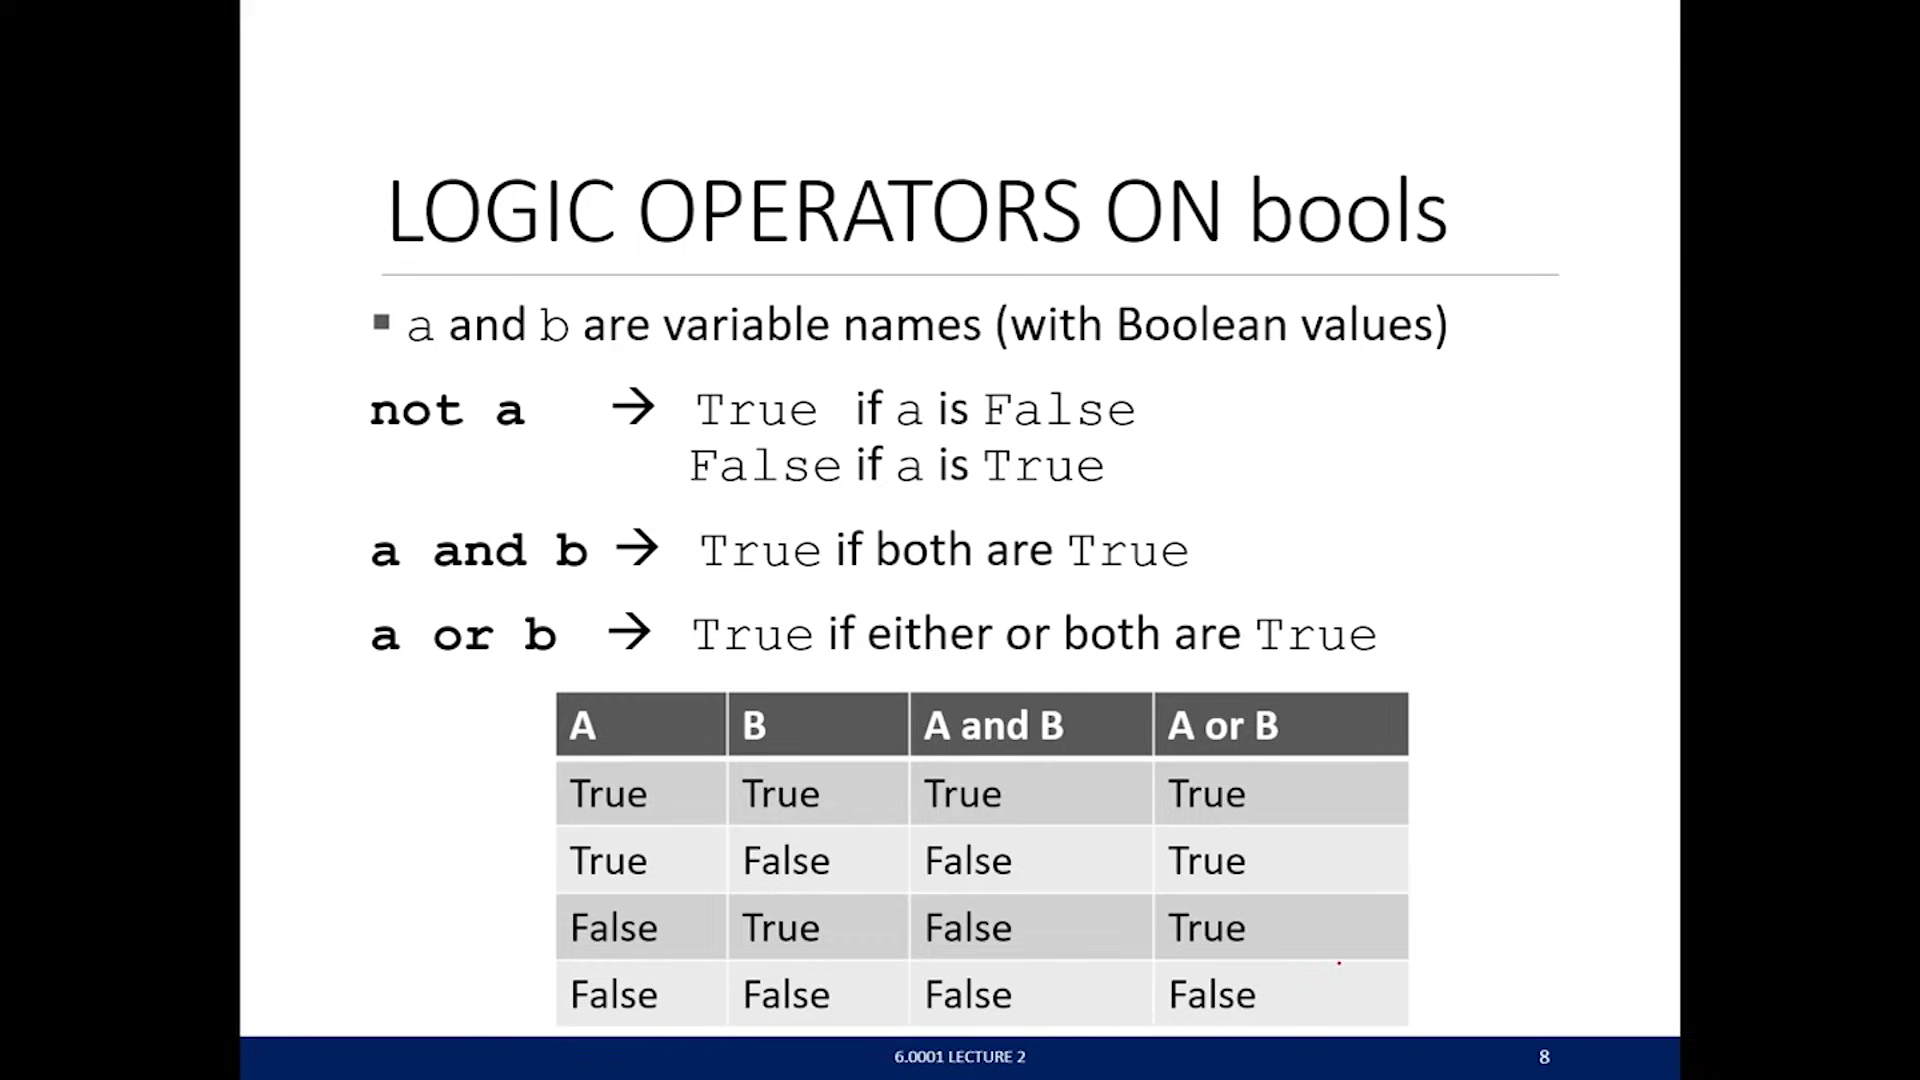 LOGIC OPERATORS ON bools
▪ a and b are variable names (with Boolean values)
not a → True if a is False
False if a is True
a and b → True if both are True
a or b → True if either or both are True
A B A and B A or B
True True True True
True False False True
False True False True
False False False False
6.0001 LECTURE 2 8